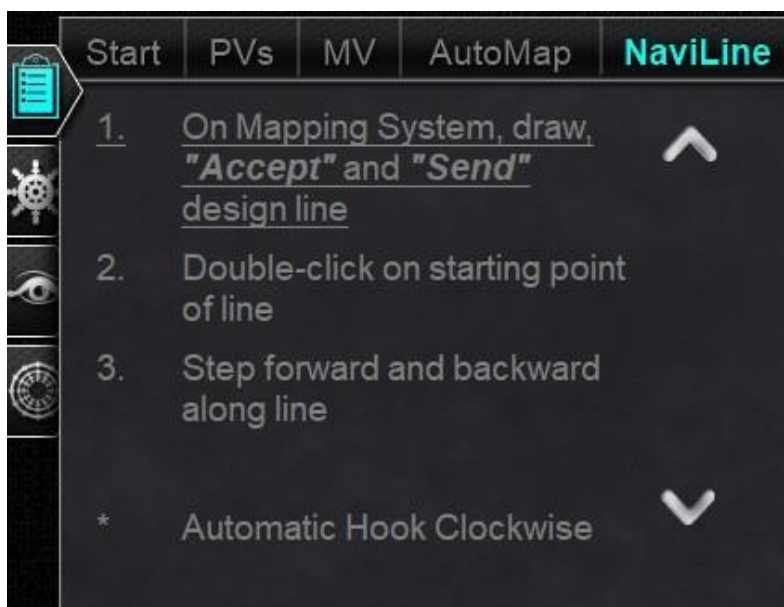 Start PVs MV AutoMap NaviLine
1. On Mapping System, draw,
"Accept" and "Send"
design line
2. Double-click on starting point
of line
3. Step forward and backward
along line
* Automatic Hook Clockwise